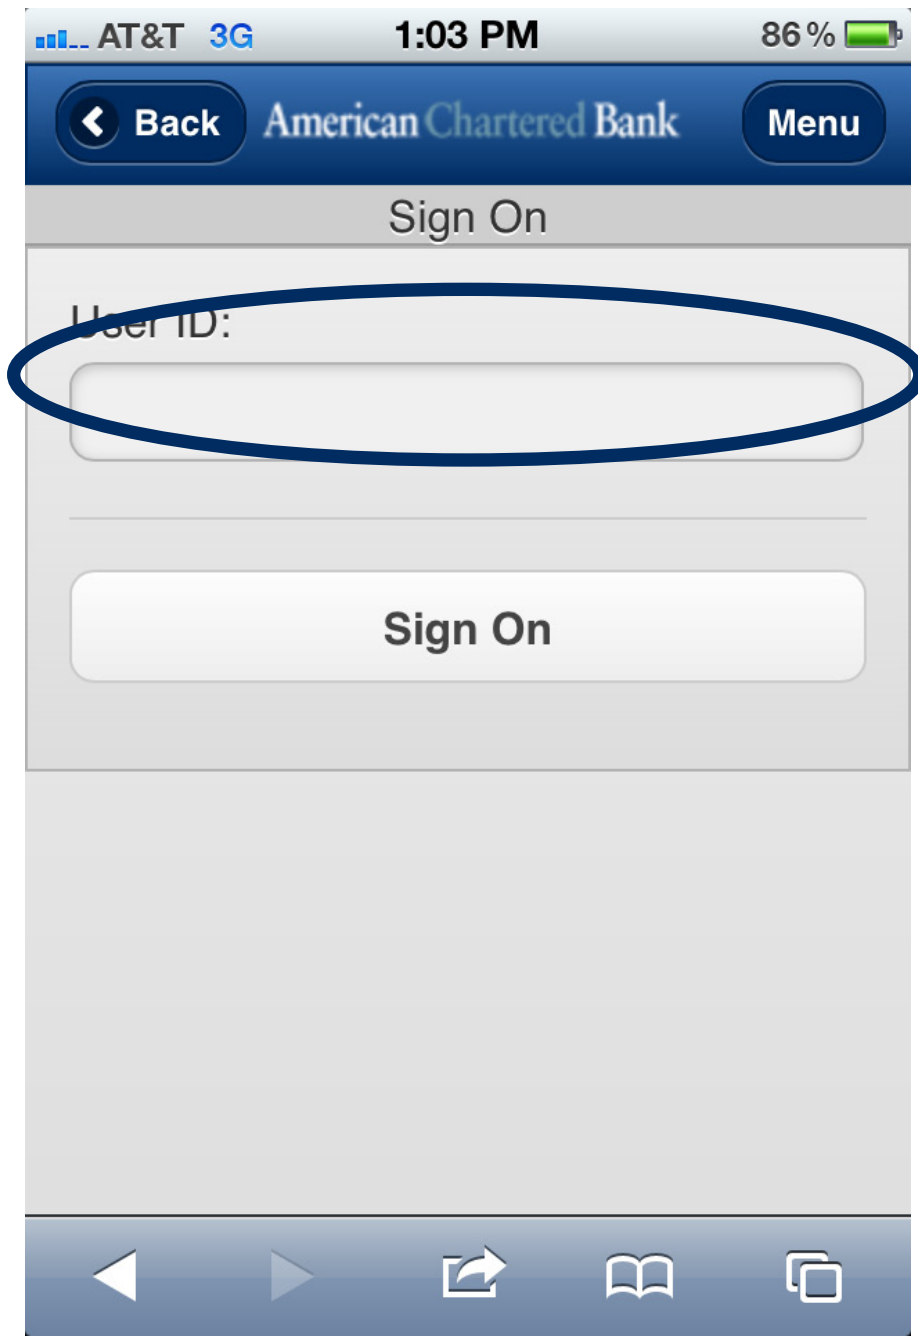 AT&T 3G 1:03 PM 86%
Back American Chartered Bank Menu
Sign On
User ID:
Sign On